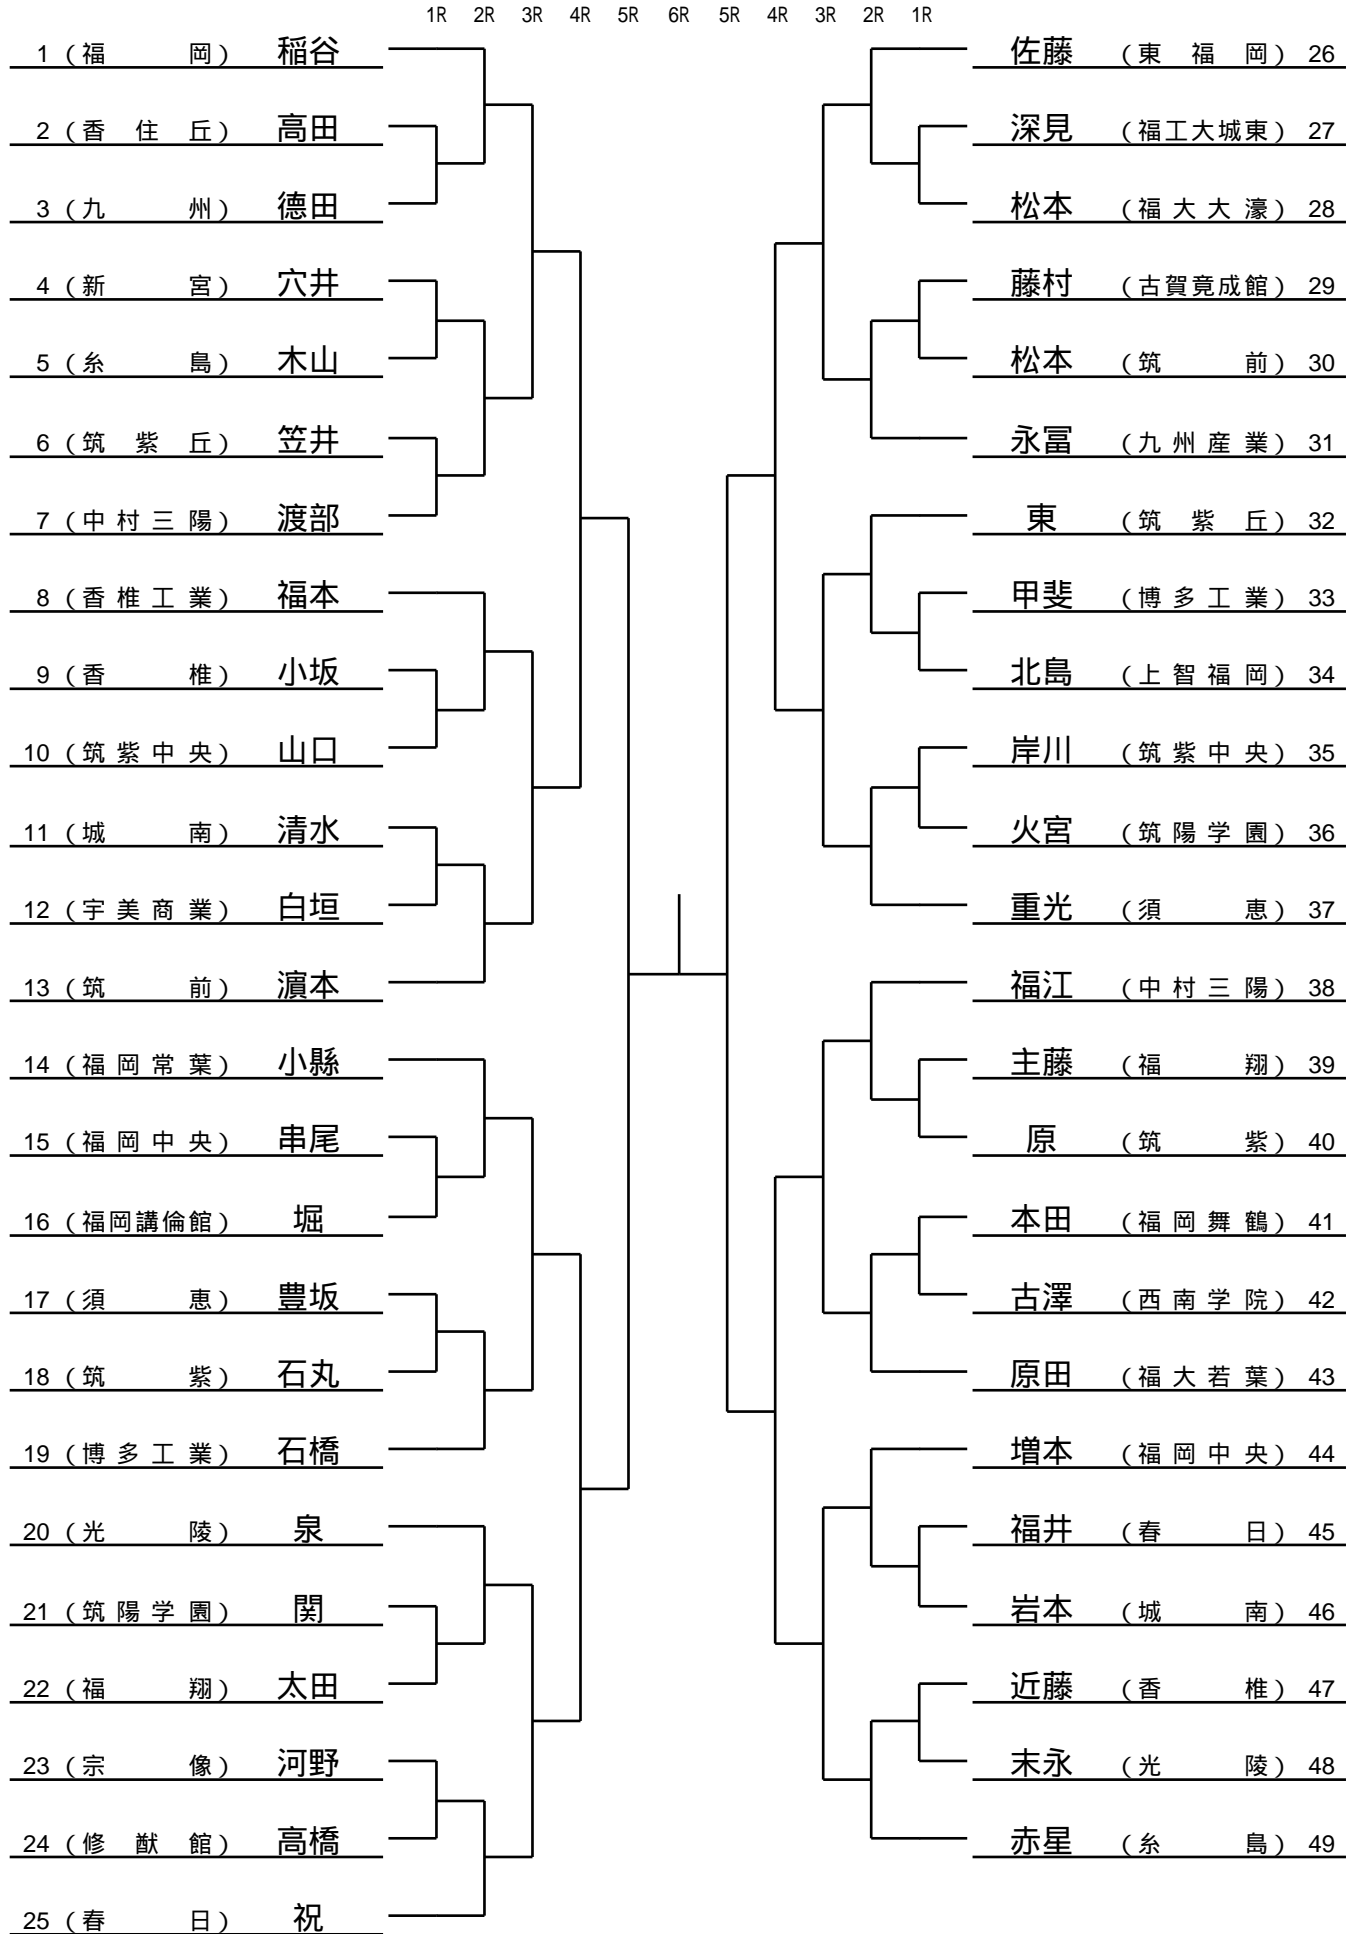 1R 2R 3R 4R 5R 6R 5R 4R 3R 2R 1R
1 (福岡) 稲谷
2 (香住丘) 高田
3 (九州) 徳田
4 (新宮) 穴井
5 (糸島) 木山
6 (筑紫丘) 笠井
7 (中村三陽) 渡部
8 (香椎工業) 福本
9 (香椎) 小坂
10 (筑紫中央) 山口
11 (城南) 清水
12 (宇美商業) 白垣
13 (筑前) 濵本
14 (福岡常葉) 小縣
15 (福岡中央) 串尾
16 (福岡講倫館) 堀
17 (須恵) 豊坂
18 (筑紫) 石丸
19 (博多工業) 石橋
20 (光陵) 泉
21 (筑陽学園) 関
22 (福翔) 太田
23 (宗像) 河野
24 (修猷館) 高橋
25 (春日) 祝
佐藤 (東福岡) 26
深見 (福工大城東) 27
松本 (福大大濠) 28
藤村 (古賀竟成館) 29
松本 (筑前) 30
永冨 (九州産業) 31
東 (筑紫丘) 32
甲斐 (博多工業) 33
北島 (上智福岡) 34
岸川 (筑紫中央) 35
火宮 (筑陽学園) 36
重光 (須恵) 37
福江 (中村三陽) 38
主藤 (福翔) 39
原 (筑紫) 40
本田 (福岡舞鶴) 41
古澤 (西南学院) 42
原田 (福大若葉) 43
増本 (福岡中央) 44
福井 (春日) 45
岩本 (城南) 46
近藤 (香椎) 47
末永 (光陵) 48
赤星 (糸島) 49